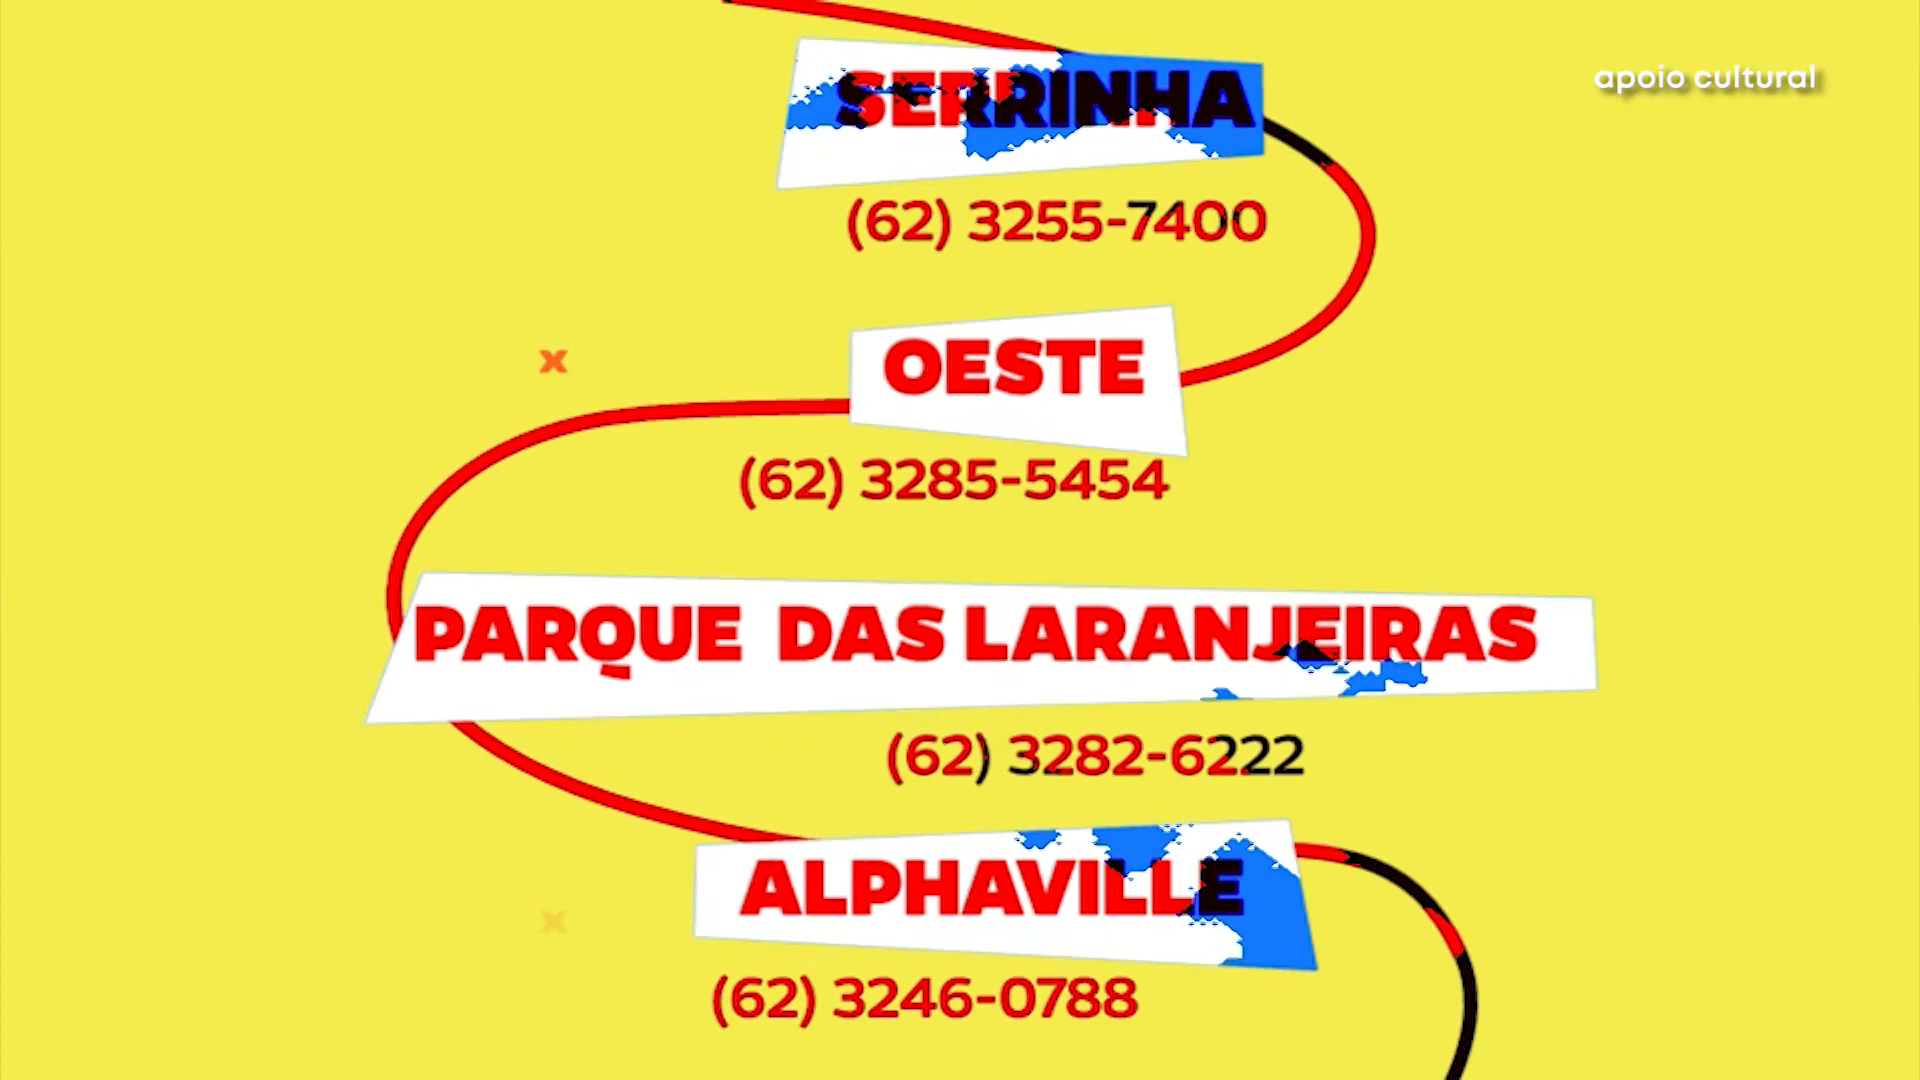 apoio cultural
SERRINHA
(62) 3255-7400
OESTE
(62) 3285-5454
PARQUE DAS LARANJEIRAS
(62) 3282-6222
ALPHAVILLE
(62) 3246-0788